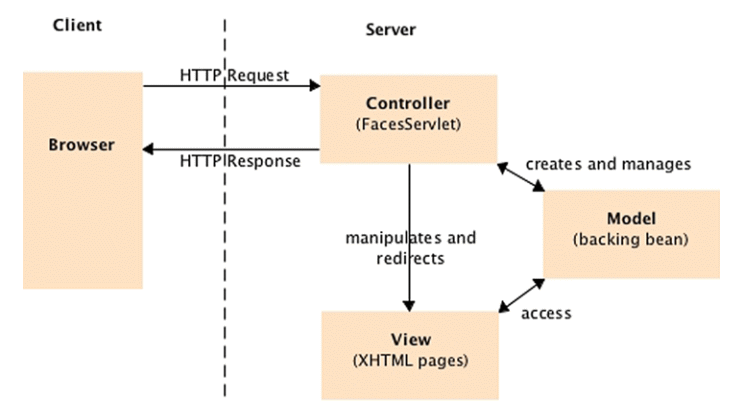 Client
Server
HTTP Request
Controller
(FacesServlet)
Browser
HTTP Response
creates and manages
Model
(backing bean)
manipulates and
redirects
access
View
(XHTML pages)